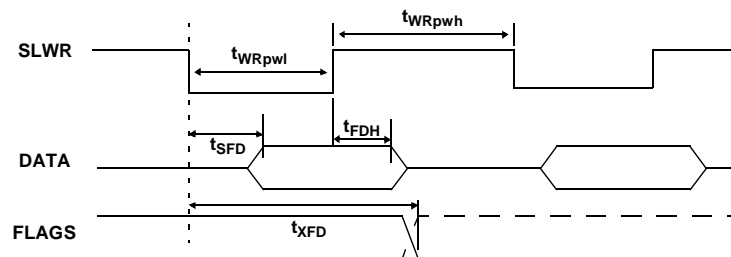 SLWR
tWRpwl
tWRpwh
DATA
tSFD
tFDH
FLAGS
tXFD